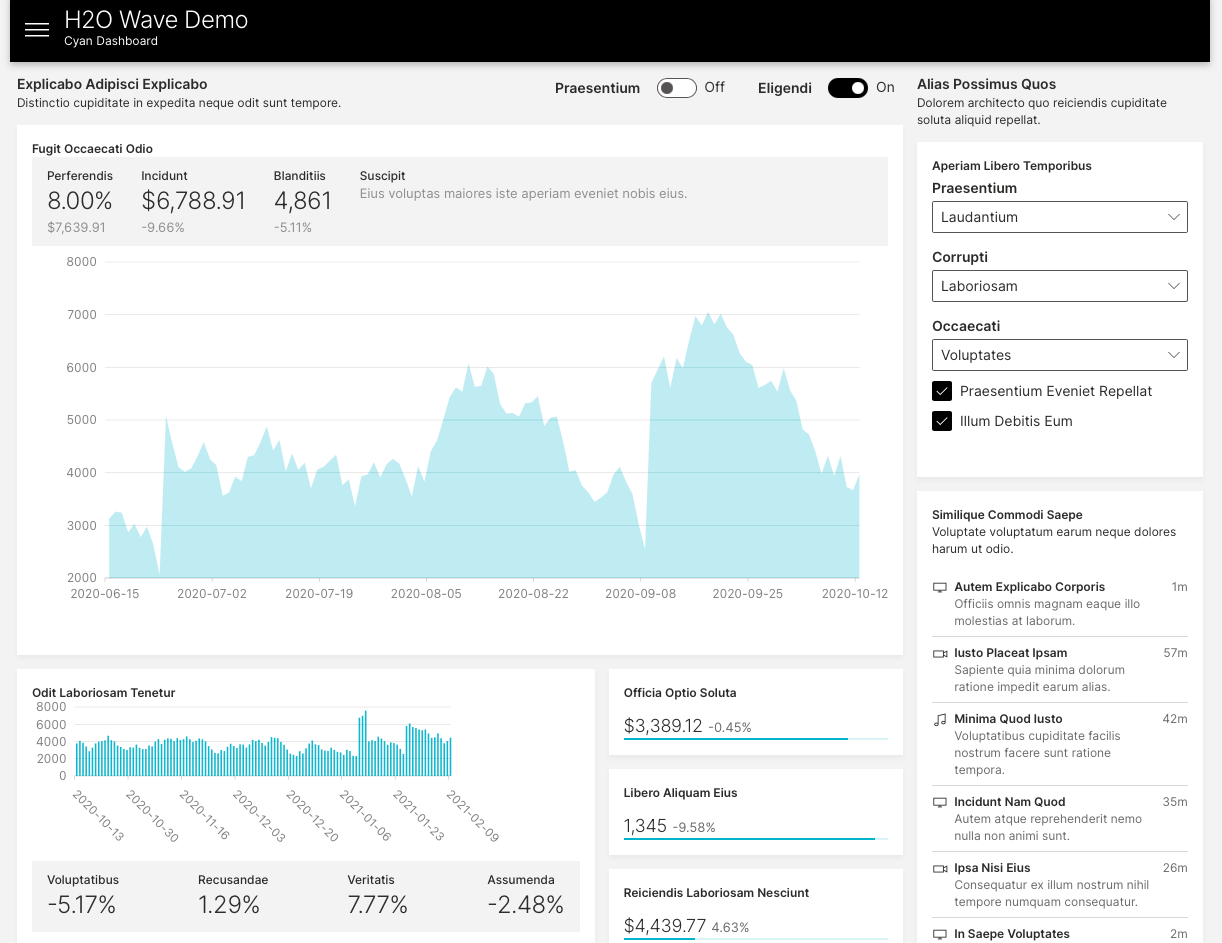 H2O Wave Demo
Cyan Dashboard
Explicabo Adipisci Explicabo
Distinctio cupiditate in expedita neque odit sunt tempore.
Praesentium Off Eligendi On
Fugit Occaecati Odio
Perferendis Incidunt Blanditiis Suscipit
8.00% $6,788.91 4,861 Eius voluptas maiores iste aperiam eveniet nobis eius.
$7,639.91 -9.66% -5.11%
8000
7000
6000
5000
4000
3000
2000
2020-06-15 2020-07-02 2020-07-19 2020-08-05 2020-08-22 2020-09-08 2020-09-25 2020-10-12
Odit Laboriosam Tenetur
8000
6000
4000
2000
0
2020-10-13 2020-10-30 2020-11-16 2020-12-03 2020-12-20 2021-01-06 2021-01-23 2021-02-09
Voluptatibus Recusandae Veritatis Assumenda
-5.17% 1.29% 7.77% -2.48%
Officia Optio Soluta
$3,389.12 -0.45%
Libero Aliquam Eius
1,345 -9.58%
Reiciendis Laboriosam Nesciunt
$4,439.77 4.63%
Alias Possimus Quos
Dolorem architecto quo reiciendis cupiditate
soluta aliquid repellat.
Aperiam Libero Temporibus
Praesentium
Laudantium
Corrupti
Laboriosam
Occaecati
Voluptates
Praesentium Eveniet Repellat
Illum Debitis Eum
Similique Commodi Saepe
Voluptate voluptatum earum neque dolores
harum ut odio.
Autem Explicabo Corporis 1m
Officiis omnis magnam eaque illo
molestias at laborum.
Iusto Placeat Ipsam 57m
Sapiente quia minima dolorum
ratione impedit earum alias.
Minima Quod Iusto 42m
Voluptatibus cupiditate facilis
nostrum facere sunt ratione
tempora.
Incidunt Nam Quod 35m
Autem atque reprehenderit nemo
nulla non animi sunt.
Ipsa Nisi Eius 26m
Consequatur ex illum nostrum nihil
tempore numquam consequatur.
In Saepe Voluptates 2m